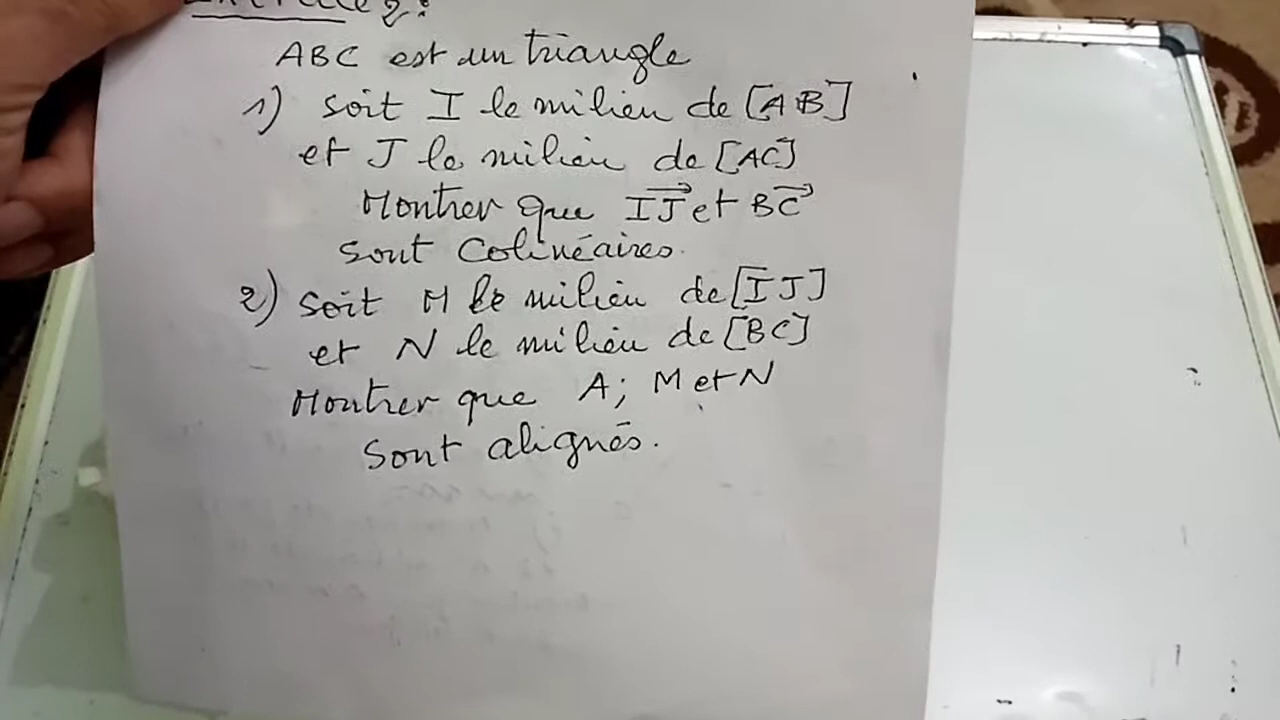 Exercice 2:
ABC est un triangle
1) soit I le milieu de [AB]
et J le milieu de [AC]
Montrer que IJ et BC
sont Colinéaires.
2) soit M le milieu de [IJ]
et N le milieu de [BC]
Montrer que A; M et N
sont alignés.